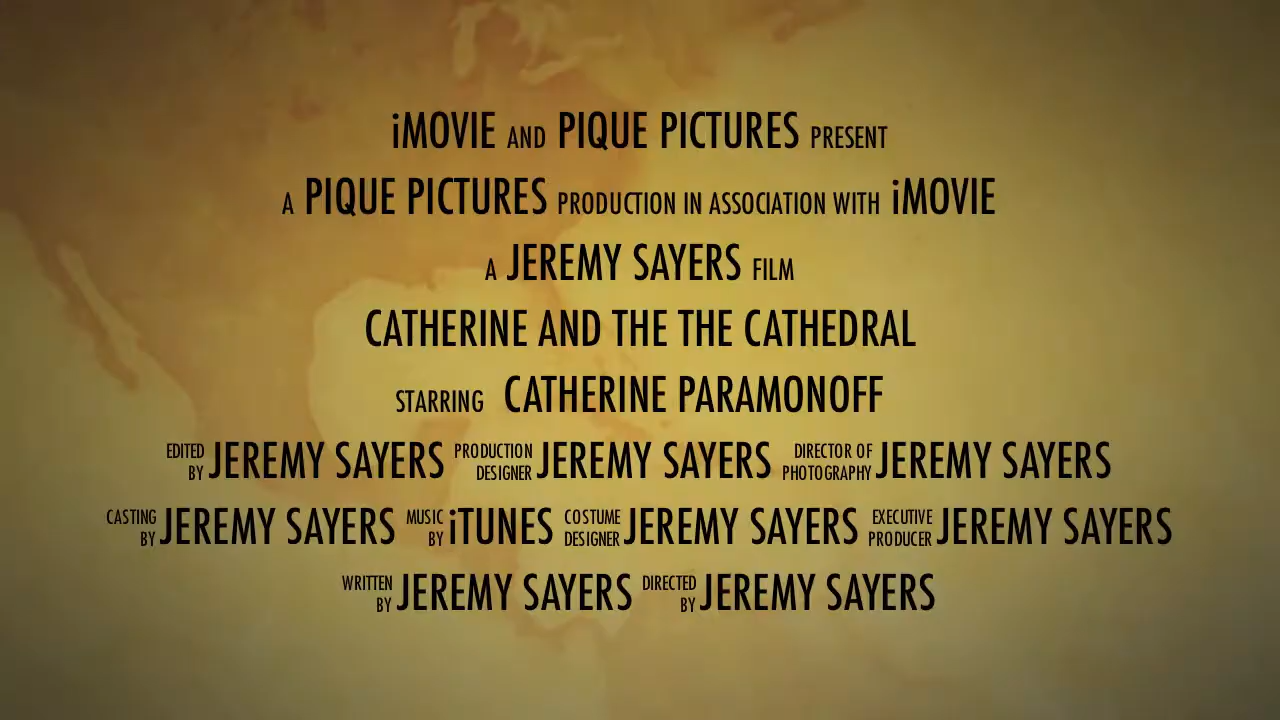 iMOVIE AND PIQUE PICTURES PRESENT
A PIQUE PICTURES PRODUCTION IN ASSOCIATION WITH iMOVIE
A JEREMY SAYERS FILM
CATHERINE AND THE THE CATHEDRAL
STARRING CATHERINE PARAMONOFF
EDITED BY JEREMY SAYERS PRODUCTION DESIGNER JEREMY SAYERS DIRECTOR OF PHOTOGRAPHY JEREMY SAYERS
CASTING BY JEREMY SAYERS MUSIC BY iTUNES COSTUME DESIGNER JEREMY SAYERS EXECUTIVE PRODUCER JEREMY SAYERS
WRITTEN BY JEREMY SAYERS DIRECTED BY JEREMY SAYERS